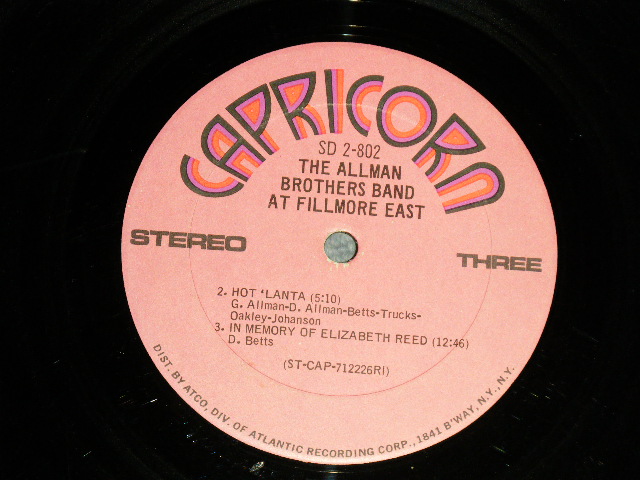 CAPRICORN
SD 2-802
THE ALLMAN
BROTHERS BAND
AT FILLMORE EAST
STEREO
THREE
2. HOT 'LANTA (5:10)
G. Allman-D. Allman-Betts-Trucks-
Oakley-Johanson
3. IN MEMORY OF ELIZABETH REED (12:46)
D. Betts
(ST-CAP-712226RI)
DIST. BY ATCO, DIV. OF ATLANTIC RECORDING CORP., 1841 B'WAY, N.Y., N.Y.